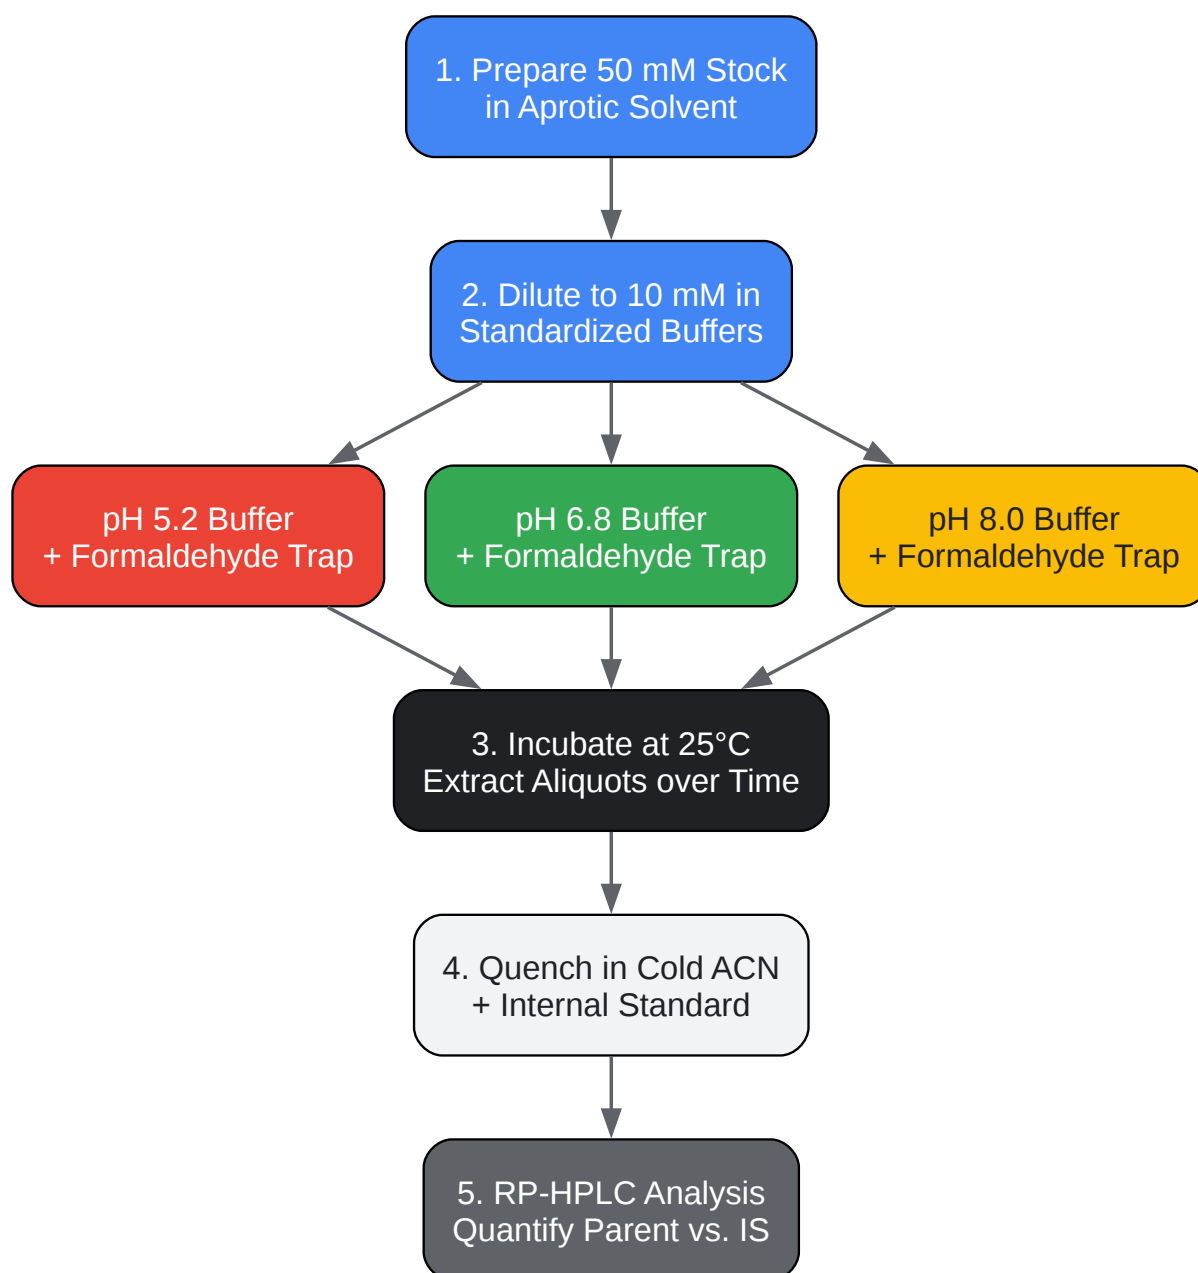 1. Prepare 50 mM Stock
in Aprotic Solvent
2. Dilute to 10 mM in
Standardized Buffers
pH 5.2 Buffer
+ Formaldehyde Trap
pH 6.8 Buffer
+ Formaldehyde Trap
pH 8.0 Buffer
+ Formaldehyde Trap
3. Incubate at 25°C
Extract Aliquots over Time
4. Quench in Cold ACN
+ Internal Standard
5. RP-HPLC Analysis
Quantify Parent vs. IS